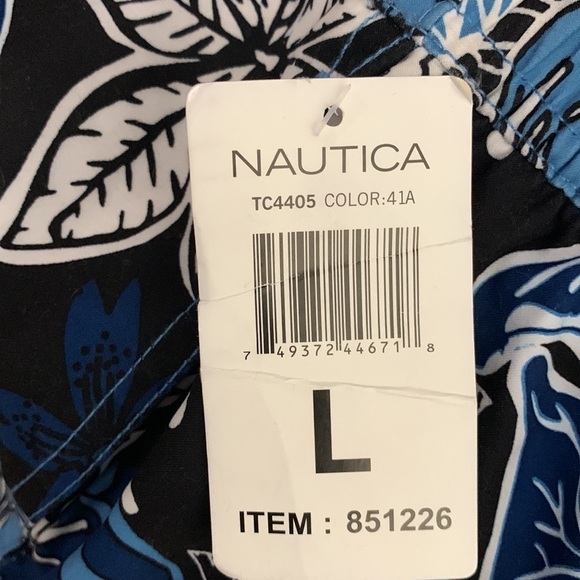 NAUTICA
TC4405 COLOR:41A
7 49372 44671 8
L
ITEM : 851226